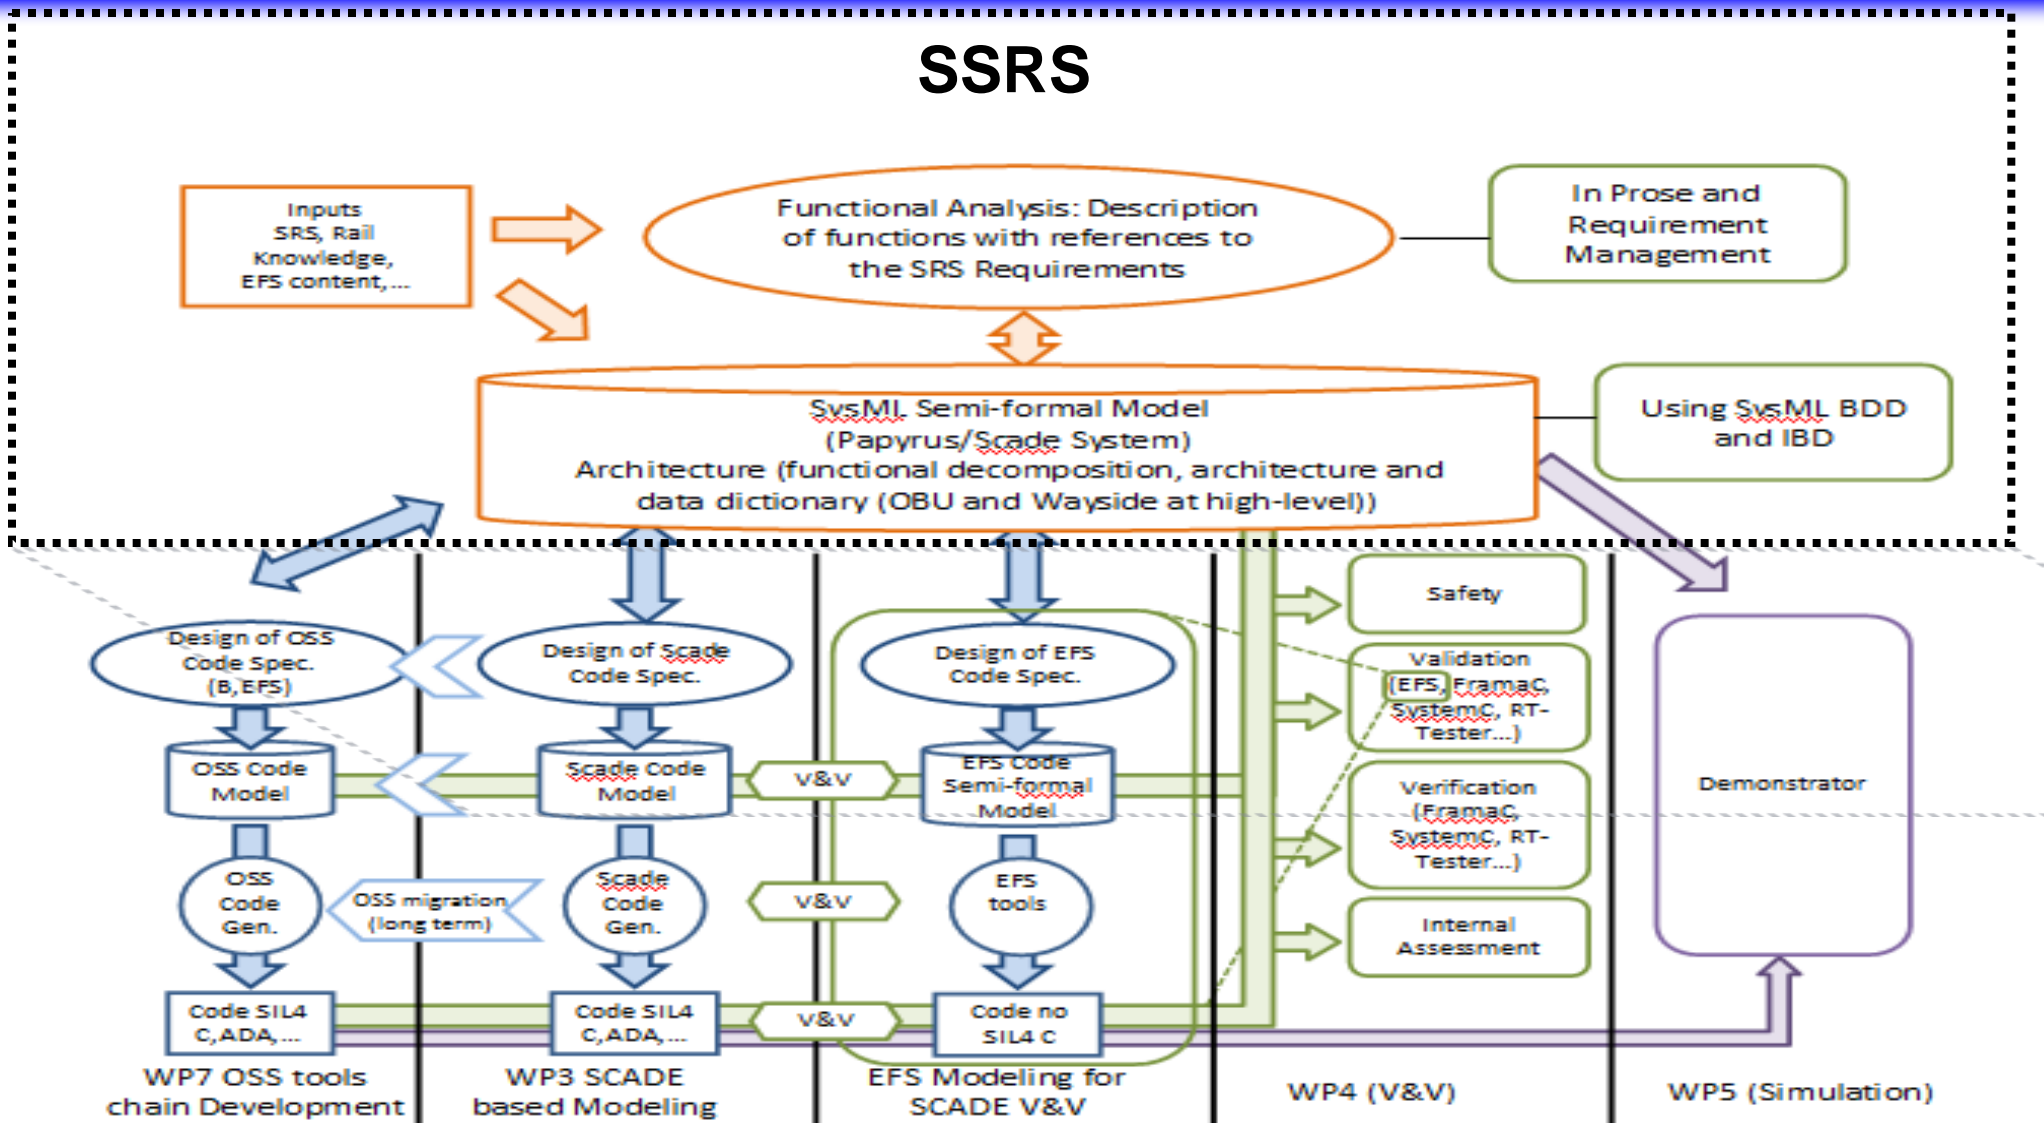 SSRS
Inputs
SRS, Rail
Knowledge,
EFS content,...
Functional Analysis: Description
of functions with references to
the SRS Requirements
In Prose and
Requirement
Management
SysML Semi-formal Model
(Papyrus/Scade System)
Architecture (functional decomposition, architecture and
data dictionary (OBU and Wayside at high-level))
Using SysML BDD
and IBD
Design of OSS
Code Spec.
(B,EFS)
Design of Scade
Code Spec.
Design of EFS
Code Spec.
Safety
Validation
(EFS, FramaC,
SystemC, RT-
Tester...)
OSS Code
Model
Scade Code
Model
V&V
EFS Code
Semi-formal
Model
Verification
(FramaC,
SystemC, RT-
Tester...)
Demonstrator
OSS
Code
Gen.
OSS migration
(long term)
Scade
Code
Gen.
V&V
EFS
tools
Internal
Assessment
Code SIL4
C,ADA,...
Code SIL4
C,ADA,...
V&V
Code no
SIL4 C
WP7 OSS tools
chain Development
WP3 SCADE
based Modeling
EFS Modeling for
SCADE V&V
WP4 (V&V)
WP5 (Simulation)